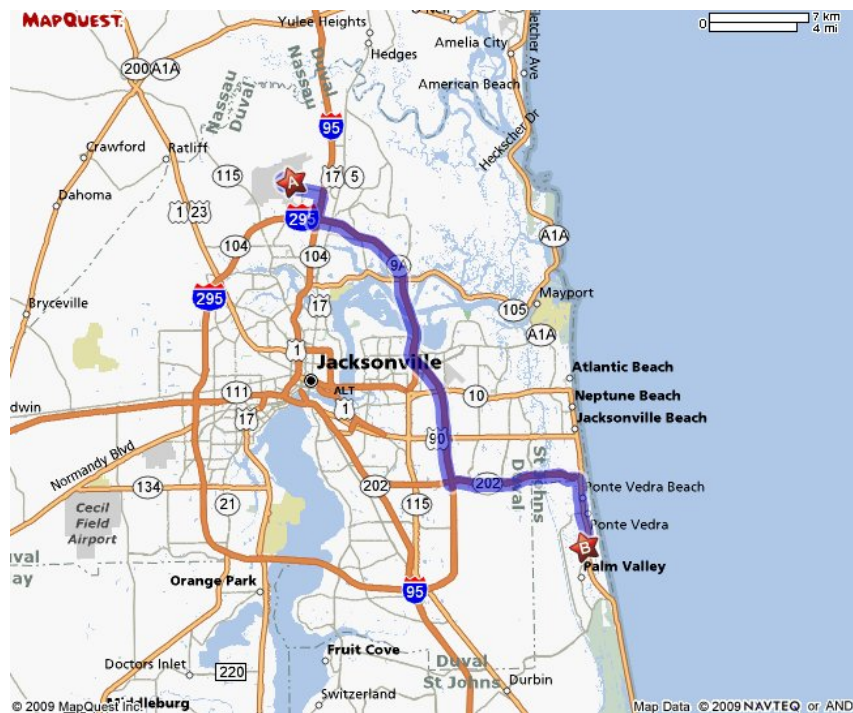 MAPQUEST.
7 km
0
4 mi
Yulee Heights
Hedges
Amelia City
American Beach
Fletcher Ave
200 A1A
Nassau
Duval
Duval
Nassau
95
Heckscher Dr
Crawford
Ratliff
115
A
17
5
Dahoma
1 23
295
A1A
104
104
9A
295
17
105
Mayport
Bryceville
A1A
1
Jacksonville
Atlantic Beach
111
ALT
10
Neptune Beach
1
Jacksonville Beach
17
90
Normandy Blvd
St Johns
Duval
134
202
202
Ponte Vedra Beach
21
115
Ponte Vedra
Cecil
Field
Airport
B
Palm Valley
Orange Park
95
Fruit Cove
Doctors Inlet
220
Duval
St Johns
Durbin
Switzerland
© 2009 MapQuest Inc.
Map Data © 2009 NAVTEQ or AND